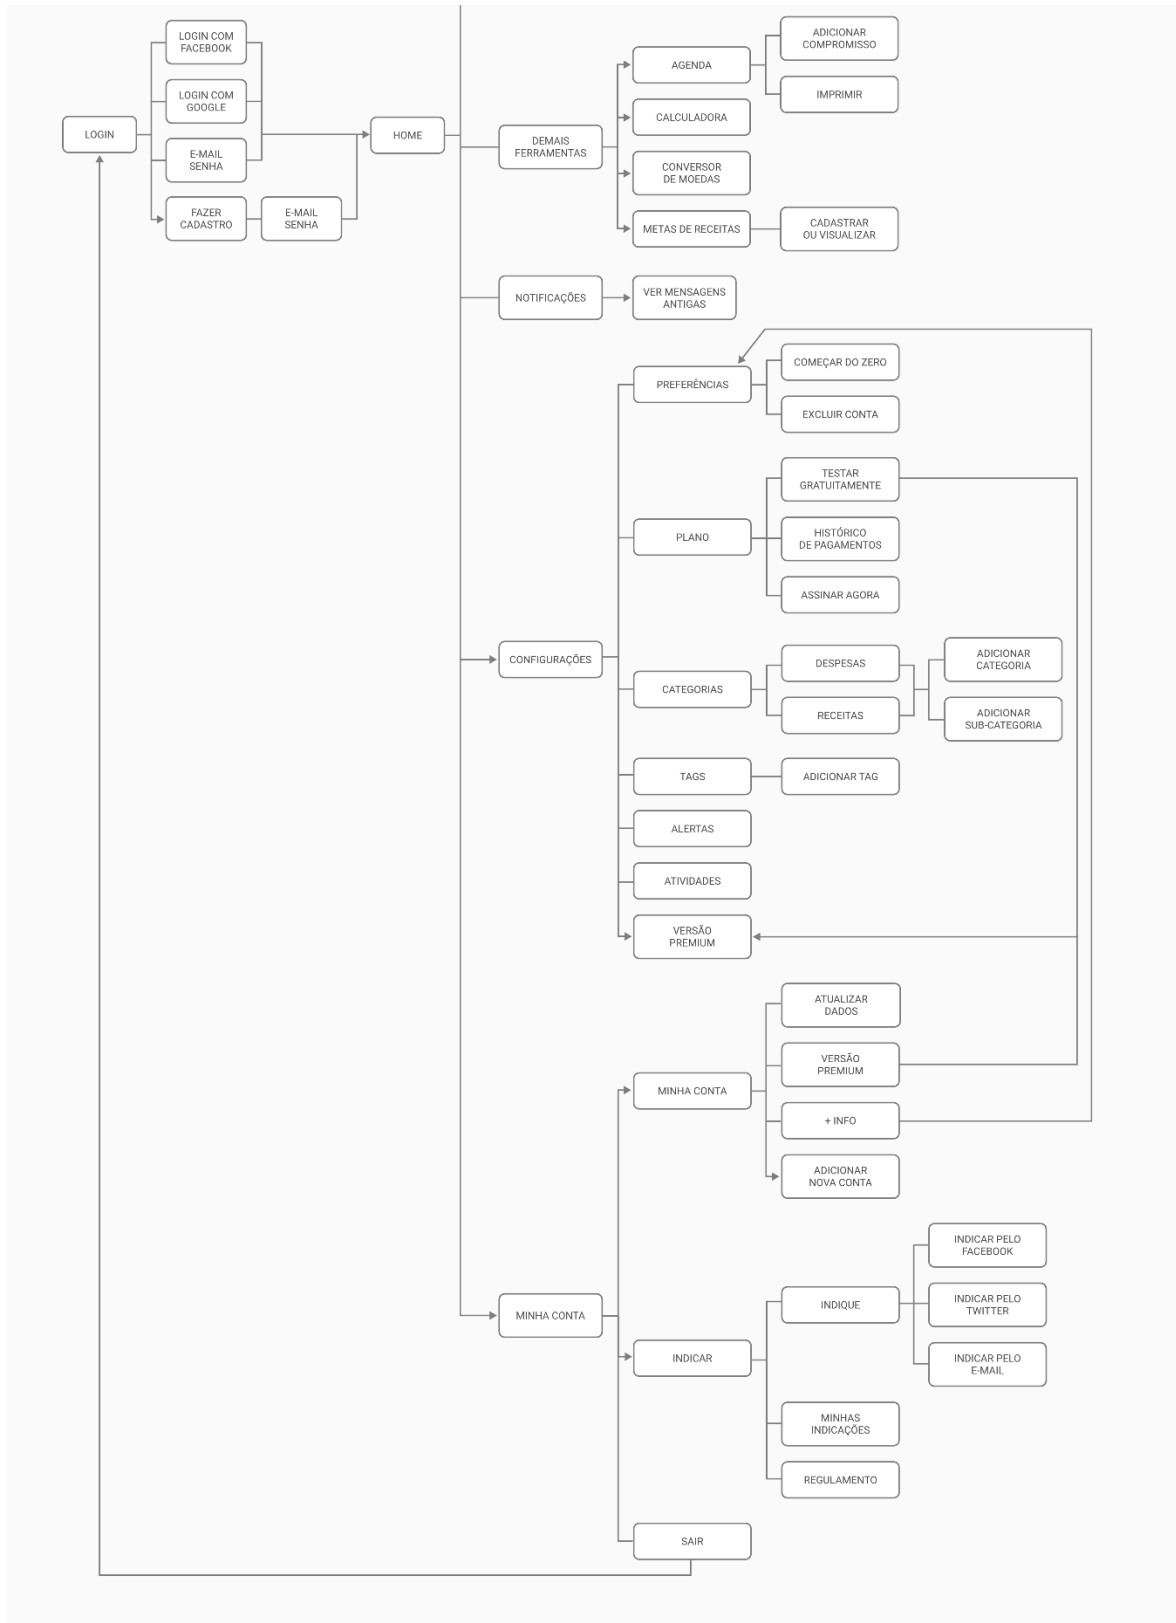 LOGIN
LOGIN COM
FACEBOOK
LOGIN COM
GOOGLE
E-MAIL
SENHA
FAZER
CADASTRO
E-MAIL
SENHA
HOME
DEMAIS
FERRAMENTAS
AGENDA
ADICIONAR
COMPROMISSO
IMPRIMIR
CALCULADORA
CONVERSOR
DE MOEDAS
METAS DE RECEITAS
CADASTRAR
OU VISUALIZAR
NOTIFICAÇÕES
VER MENSAGENS
ANTIGAS
CONFIGURAÇÕES
PREFERÊNCIAS
COMEÇAR DO ZERO
EXCLUIR CONTA
PLANO
TESTAR
GRATUITAMENTE
HISTÓRICO
DE PAGAMENTOS
ASSINAR AGORA
CATEGORIAS
DESPESAS
RECEITAS
ADICIONAR
CATEGORIA
ADICIONAR
SUB-CATEGORIA
TAGS
ADICIONAR TAG
ALERTAS
ATIVIDADES
VERSÃO
PREMIUM
MINHA CONTA
MINHA CONTA
ATUALIZAR
DADOS
VERSÃO
PREMIUM
+ INFO
ADICIONAR
NOVA CONTA
INDICAR
INDIQUE
INDICAR PELO
FACEBOOK
INDICAR PELO
TWITTER
INDICAR PELO
E-MAIL
MINHAS
INDICAÇÕES
REGULAMENTO
SAIR